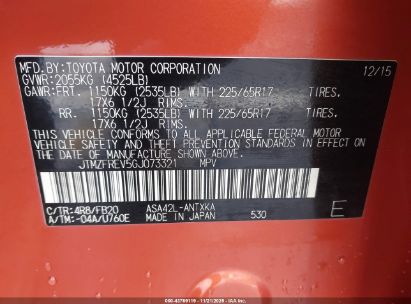 MFD.BY:TOYOTA MOTOR CORPORATION 12/15
GVWR:2055KG (4525LB)
GAWR:FRT. 1150KG (2535LB) WITH 225/65R17 TIRES.
17X6 1/2J RIMS.
RR. 1150KG (2535LB) WITH 225/65R17 TIRES.
17X6 1/2J RIMS.
THIS VEHICLE CONFORMS TO ALL APPLICABLE FEDERAL MOTOR
VEHICLE SAFETY AND THEFT PREVENTION STANDARDS IN EFFECT ON
THE DATE OF MANUFACTURE SHOWN ABOVE.
JTMZFREV5GJ073321 MPV
C/TR:4R8/FB20 ASA42L-ANTXKA
A/TM:-04A/U760E MADE IN JAPAN 530 E